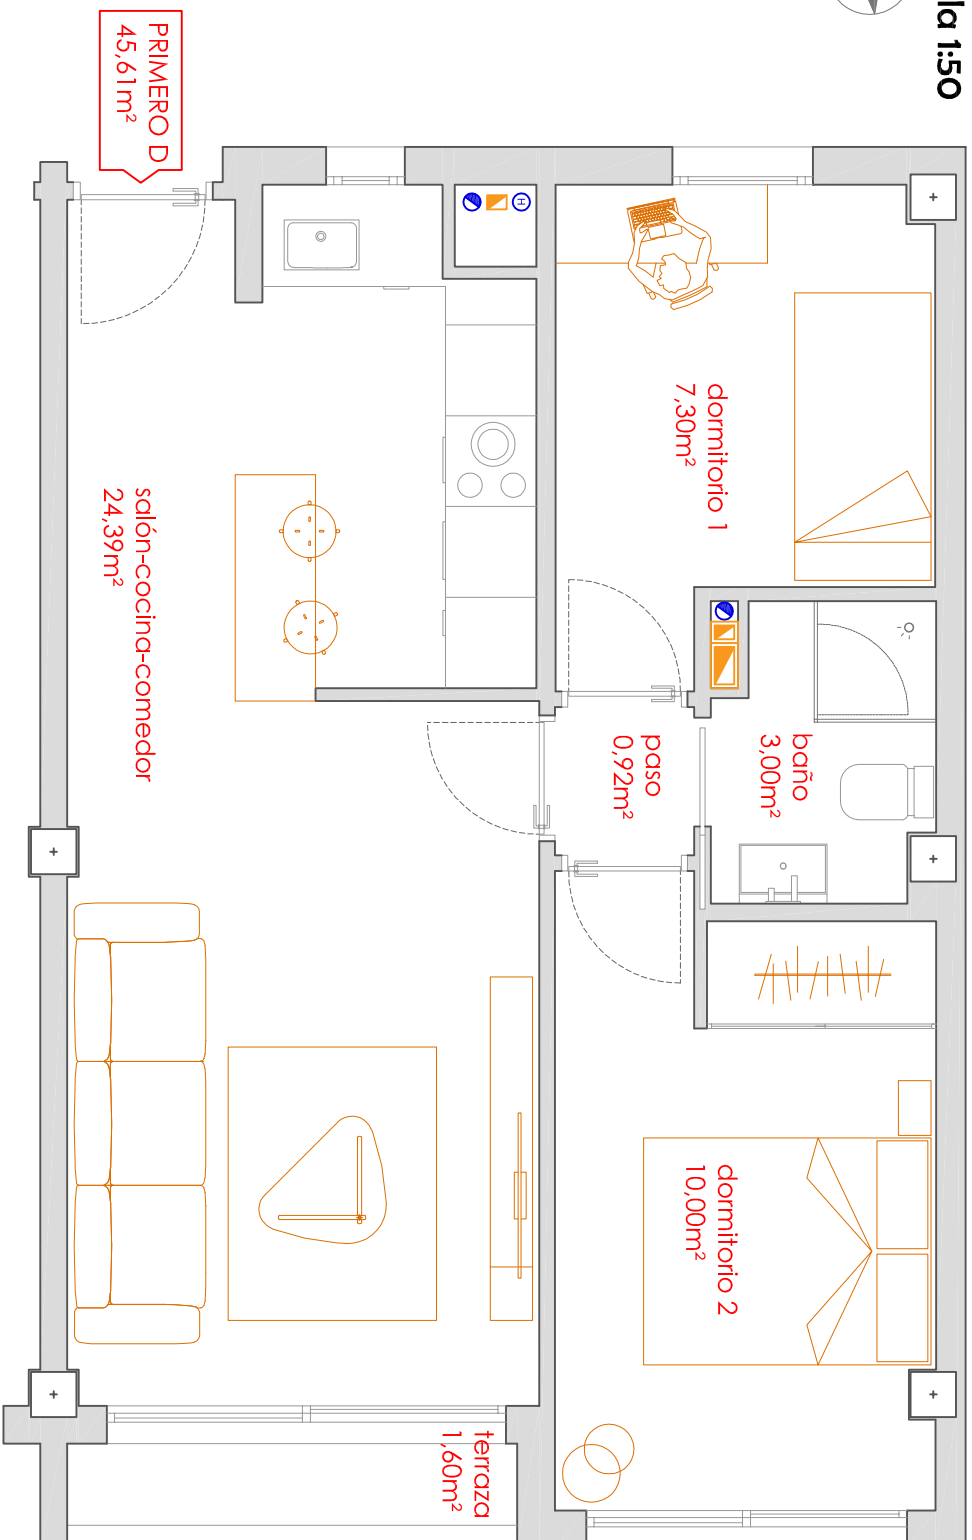 la 1:50
PRIMERO D
45,61m²
H
dormitorio 1
7,30m²
salón-cocina-comedor
24,39m²
paso
0,92m²
baño
3,00m²
dormitorio 2
10,00m²
terraza
1,60m²